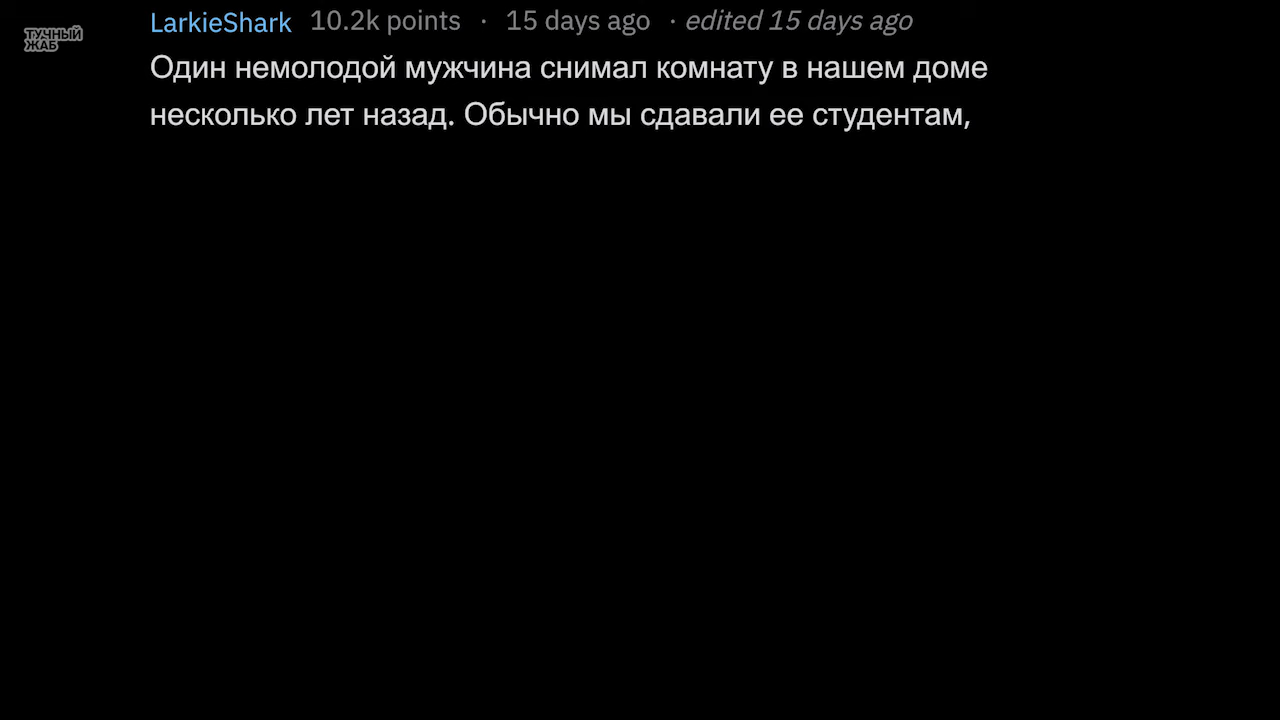 ТУЧНЫЙ
ЖАБ
LarkieShark 10.2k points · 15 days ago · edited 15 days ago
Один немолодой мужчина снимал комнату в нашем доме
несколько лет назад. Обычно мы сдавали ее студентам,